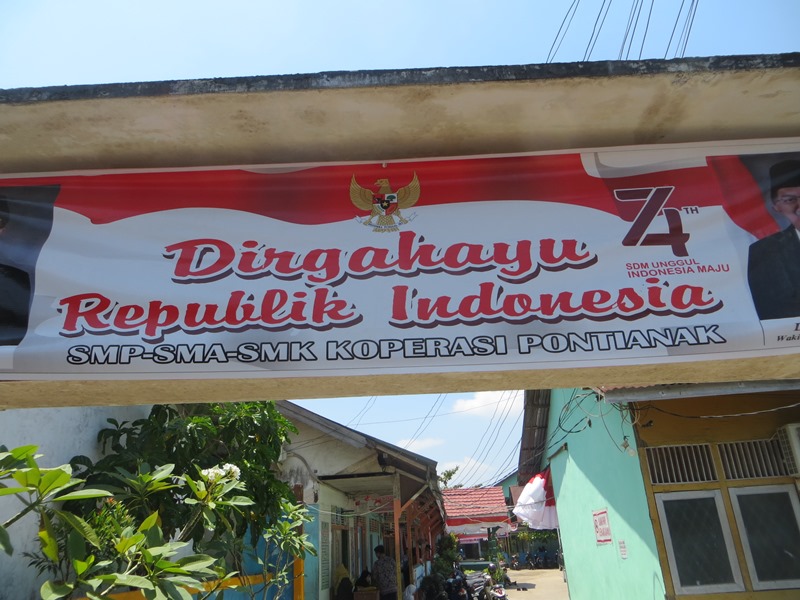 Dirgahayu
Republik Indonesia
SMP-SMA-SMK KOPERASI PONTIANAK
74TH
SDM UNGGUL
INDONESIA MAJU